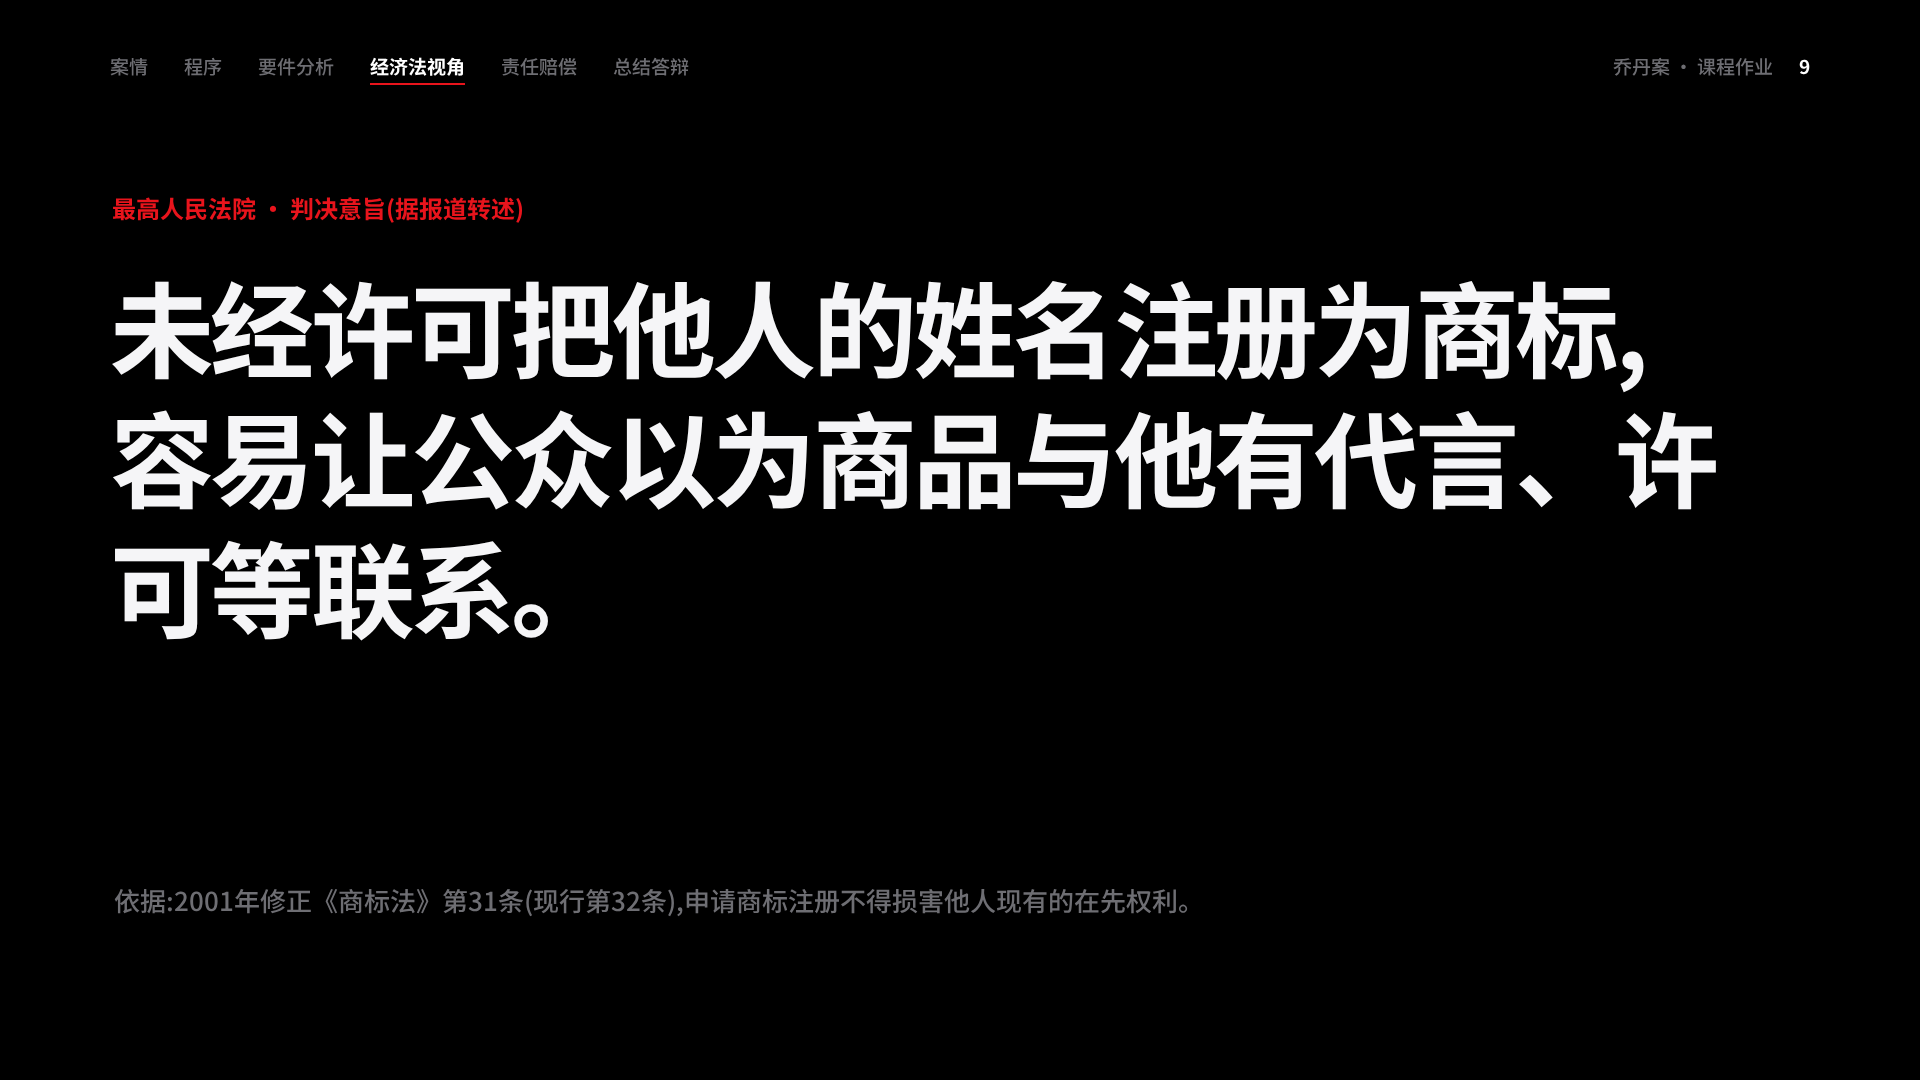 案情 程序 要件分析 经济法视角 责任赔偿 总结答辩 乔丹案 · 课程作业 9
最高人民法院 · 判决意旨(据报道转述)
未经许可把他人的姓名注册为商标,
容易让公众以为商品与他有代言、许
可等联系。
依据:2001年修正《商标法》第31条(现行第32条),申请商标注册不得损害他人现有的在先权利。